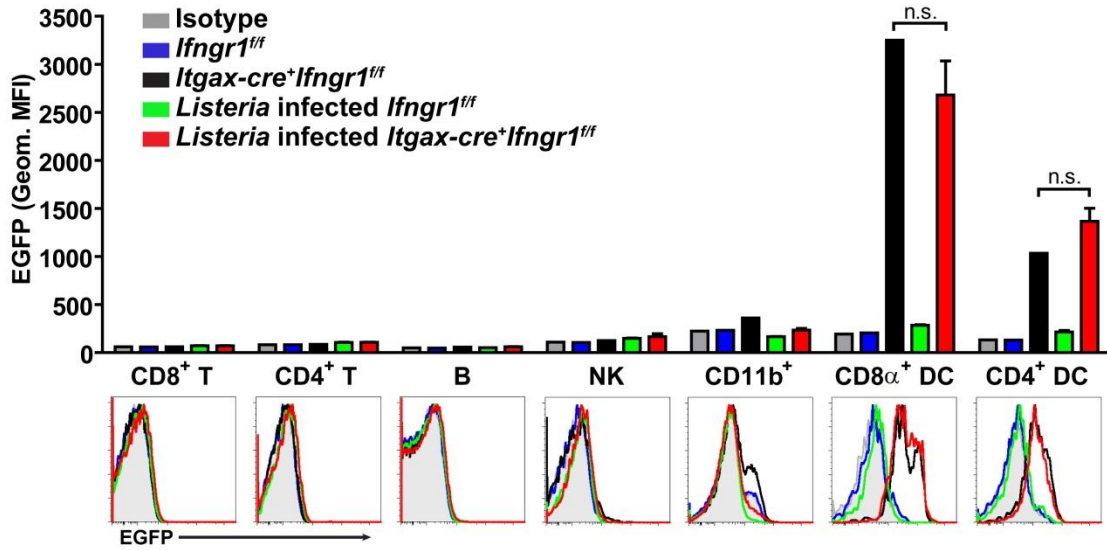 3500
3000
2500
2000
1500
1000
500
0
EGFP (Geom. MFI)
Isotype
Ifngr1f/f
Itgax-cre+Ifngr1f/f
Listeria infected Ifngr1f/f
Listeria infected Itgax-cre+Ifngr1f/f
n.s.
n.s.
CD8+ T CD4+ T B NK CD11b+ CD8α+ DC CD4+ DC
EGFP